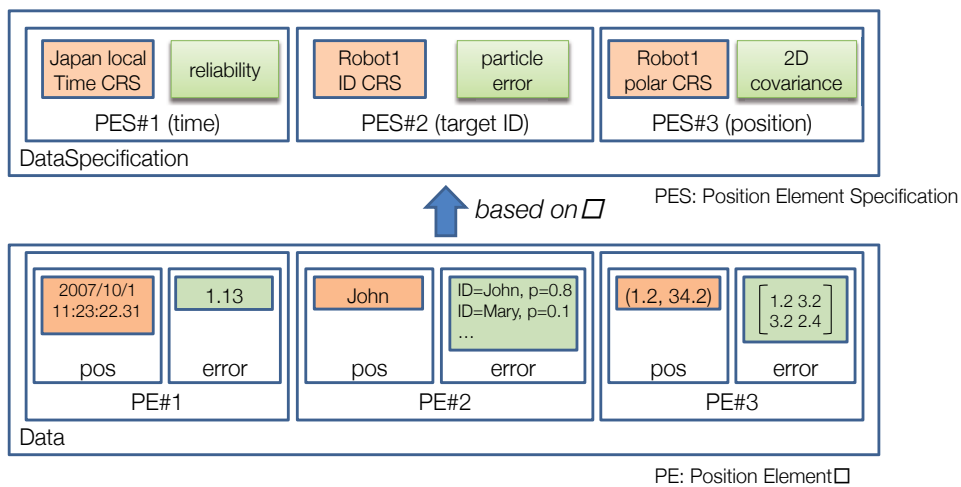 Japan local
Time CRS
reliability
PES#1 (time)
Robot1
ID CRS
particle
error
PES#2 (target ID)
Robot1
polar CRS
2D
covariance
PES#3 (position)
DataSpecification
PES: Position Element Specification
based on□
2007/10/1
11:23:22.31
pos
1.13
error
PE#1
John
pos
ID=John, p=0.8
ID=Mary, p=0.1
…
error
PE#2
(1.2, 34.2)
pos
1.2 3.2
3.2 2.4
error
PE#3
Data
PE: Position Element□